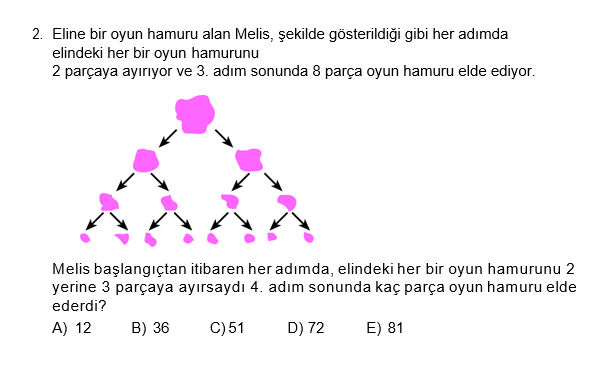 2. Eline bir oyun hamuru alan Melis, şekilde gösterildiği gibi her adımda
elindeki her bir oyun hamurunu
2 parçaya ayırıyor ve 3. adım sonunda 8 parça oyun hamuru elde ediyor.
Melis başlangıçtan itibaren her adımda, elindeki her bir oyun hamurunu 2
yerine 3 parçaya ayırsaydı 4. adım sonunda kaç parça oyun hamuru elde
ederdi?
A) 12 B) 36 C) 51 D) 72 E) 81